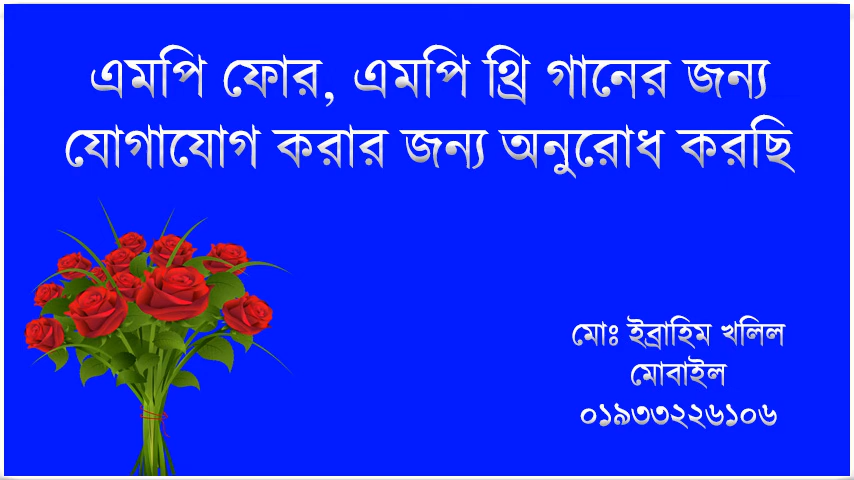 এমপি ফোর, এমপি থ্রি গানের জন্য
যোগাযোগ করার জন্য অনুরোধ করছি
মোঃ ইব্রাহিম খলিল
মোবাইল
০১৯৩৩২২৬১০৬